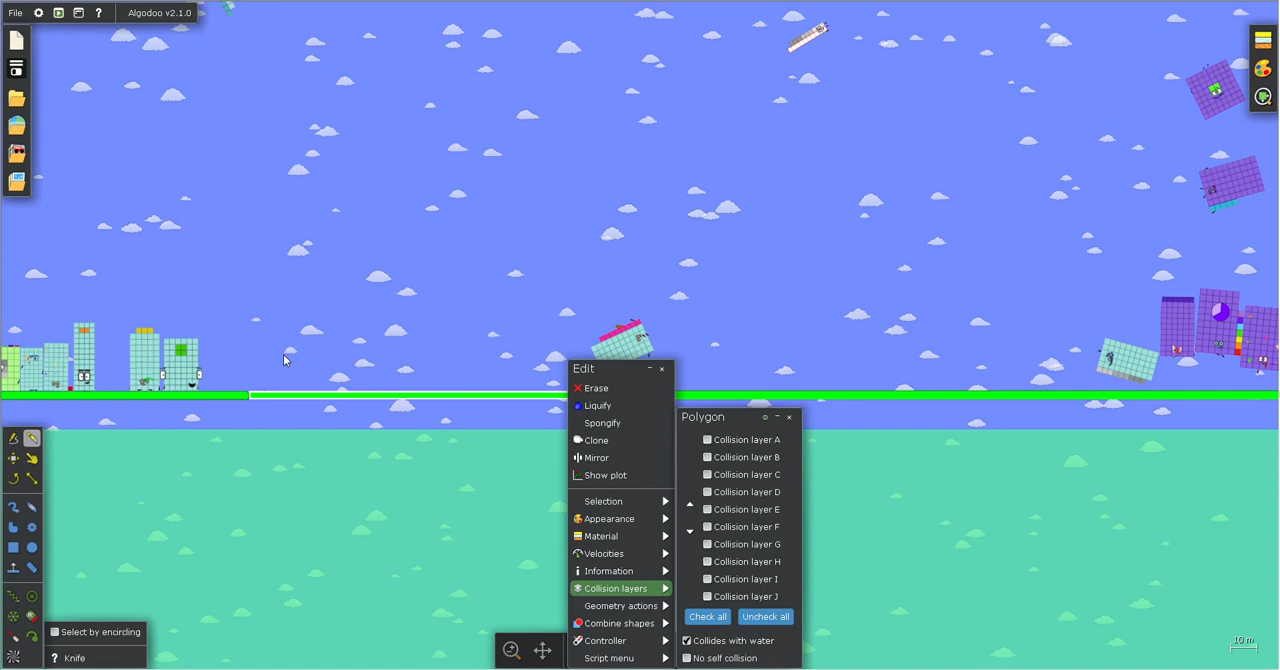 File ? Algodoo v2.1.0
Edit
Erase
Liquify
Spongify
Clone
Mirror
Show plot
Selection
Appearance
Material
Velocities
Information
Collision layers
Geometry actions
Combine shapes
Controller
Script menu
Polygon
Collision layer A
Collision layer B
Collision layer C
Collision layer D
Collision layer E
Collision layer F
Collision layer G
Collision layer H
Collision layer I
Collision layer J
Check all Uncheck all
Collides with water
No self collision
Select by encircling
? Knife
10 m